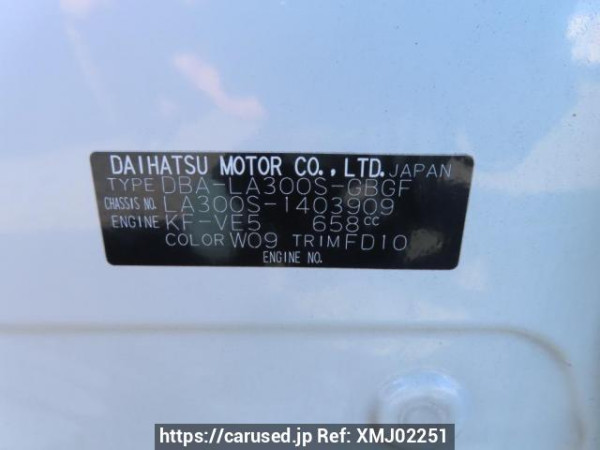 DAIHATSU MOTOR CO., LTD. JAPAN
TYPE DBA-LA300S-GBGF
CHASSIS NO. LA300S-1403909
ENGINE KF-VE5 658cc
COLOR W09 TRIM FD10
ENGINE NO.
https://carused.jp Ref: XMJ02251